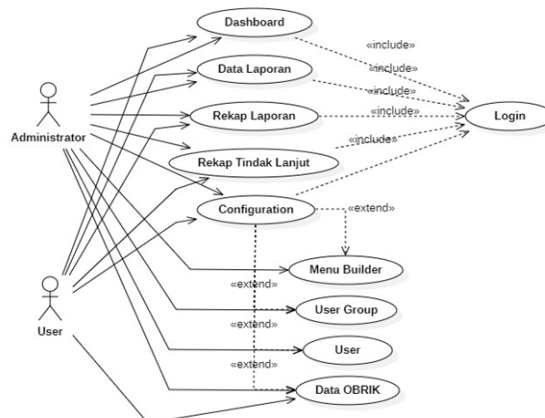 Dashboard
«include»
Data Laporan
«include»
«include»
Administrator
Rekap Laporan
«include»
Login
«include»
Rekap Tindak Lanjut
Configuration
«extend»
Menu Builder
«extend»
User
User Group
«extend»
User
«extend»
Data OBRIK